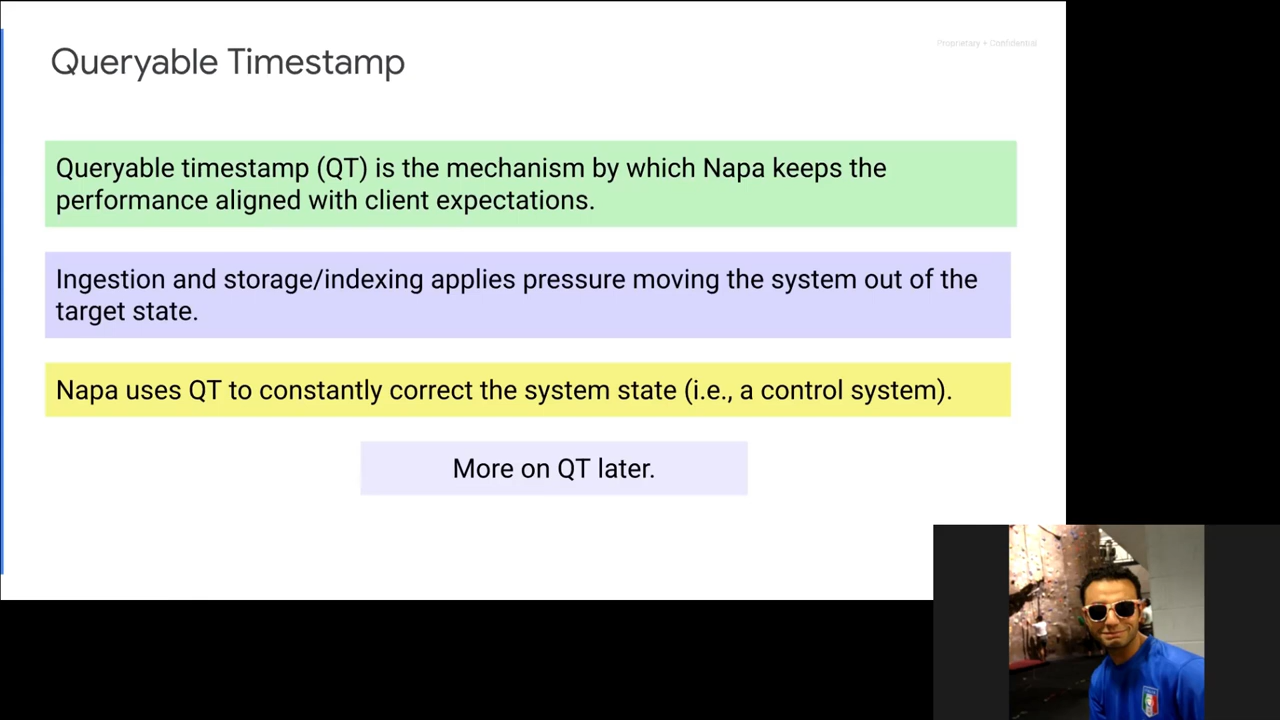 Proprietary + Confidential
Queryable Timestamp
Queryable timestamp (QT) is the mechanism by which Napa keeps the
performance aligned with client expectations.
Ingestion and storage/indexing applies pressure moving the system out of the
target state.
Napa uses QT to constantly correct the system state (i.e., a control system).
More on QT later.